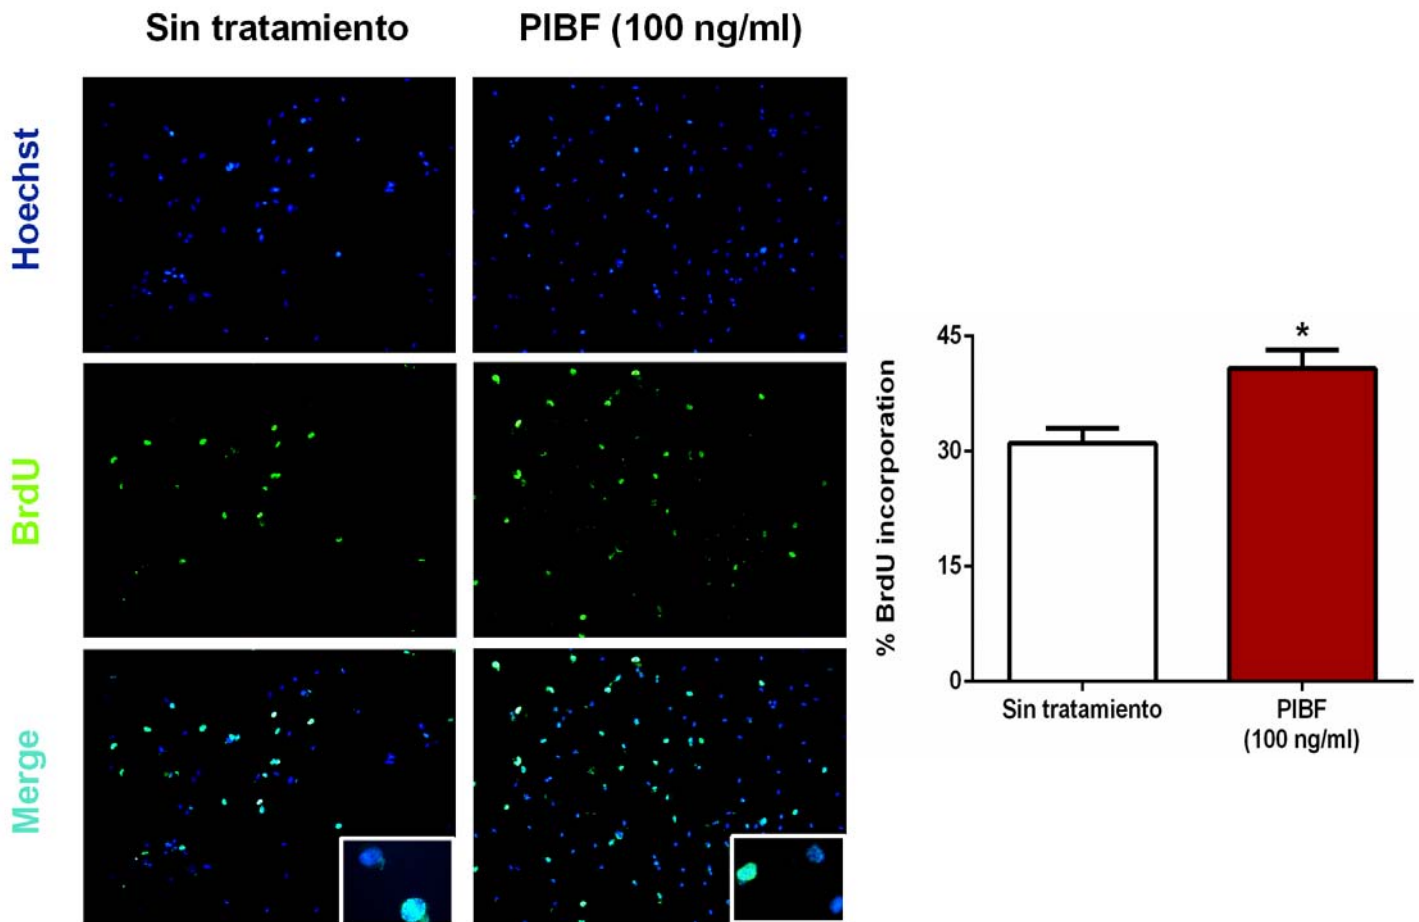 Sin tratamiento
PIBF (100 ng/ml)
Hoechst
BrdU
Merge
% BrdU incorporation
45
30
15
0
*
Sin tratamiento
PIBF
(100 ng/ml)